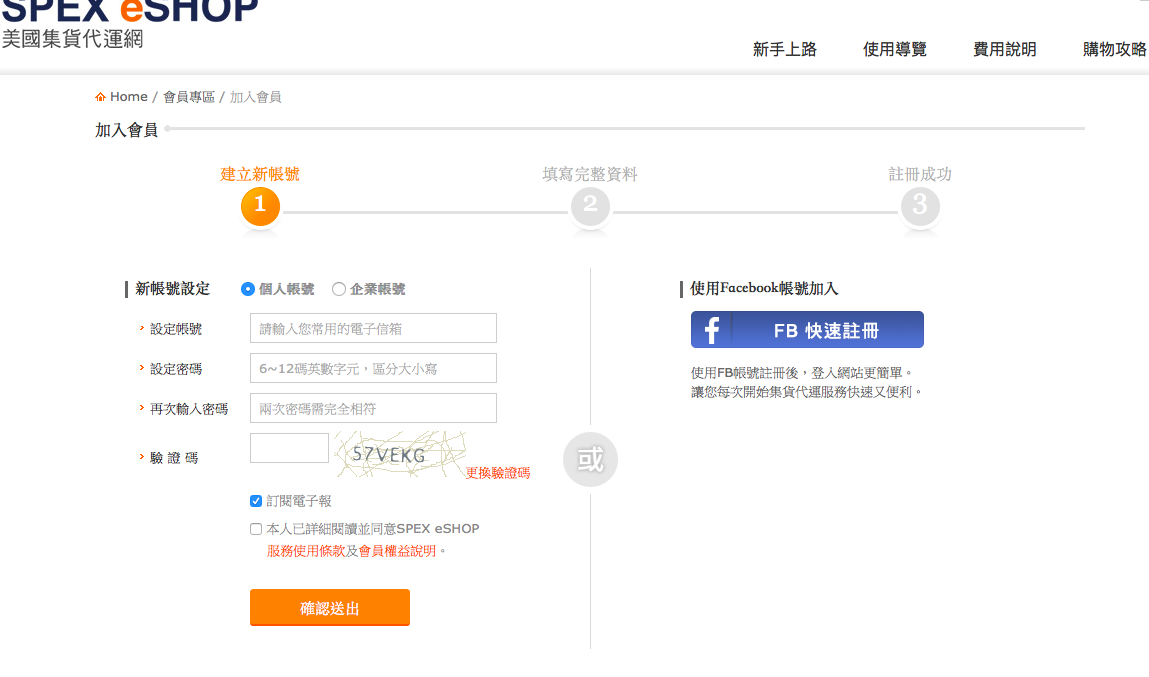 SPEX eSHOP
美國集貨代運網
新手上路 使用導覽 費用說明 購物攻略
Home / 會員專區 / 加入會員
加入會員
建立新帳號 填寫完整資料 註冊成功
1 2 3
新帳號設定 個人帳號 企業帳號
設定帳號 請輸入您常用的電子信箱
設定密碼 6~12碼英數字元，區分大小寫
再次輸入密碼 兩次密碼需完全相符
驗 證 碼 57VEKG 更換驗證碼
訂閱電子報
本人已詳細閱讀並同意SPEX eSHOP
服務使用條款及會員權益說明。
確認送出
或
使用Facebook帳號加入
f FB 快速註冊
使用FB帳號註冊後，登入網站更簡單。
讓您每次開始集貨代運服務快速又便利。